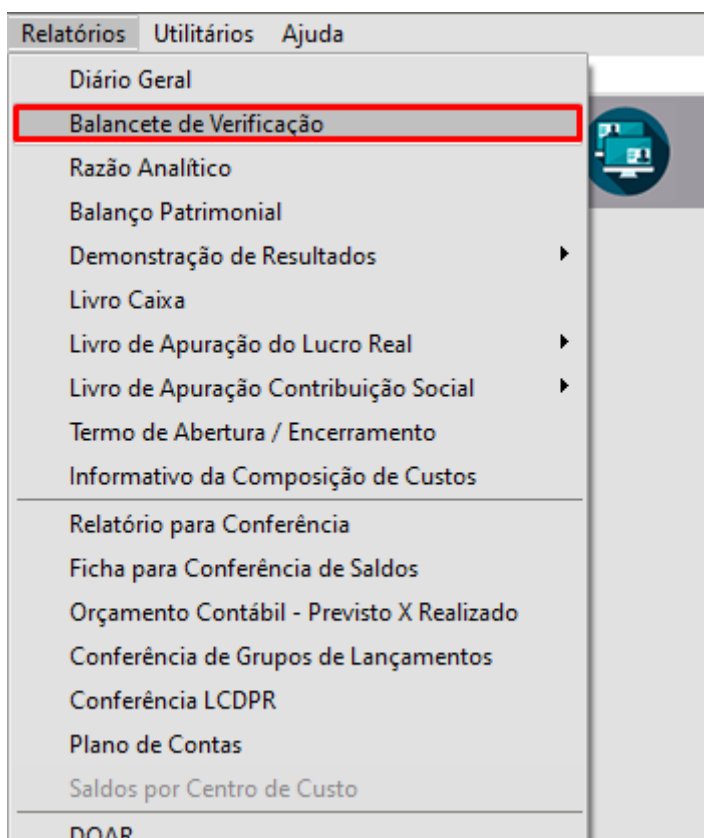 Relatórios Utilitários Ajuda
Diário Geral
Balancete de Verificação
Razão Analítico
Balanço Patrimonial
Demonstração de Resultados
Livro Caixa
Livro de Apuração do Lucro Real
Livro de Apuração Contribuição Social
Termo de Abertura / Encerramento
Informativo da Composição de Custos
Relatório para Conferência
Ficha para Conferência de Saldos
Orçamento Contábil - Previsto X Realizado
Conferência de Grupos de Lançamentos
Conferência LCDPR
Plano de Contas
Saldos por Centro de Custo
DOAR